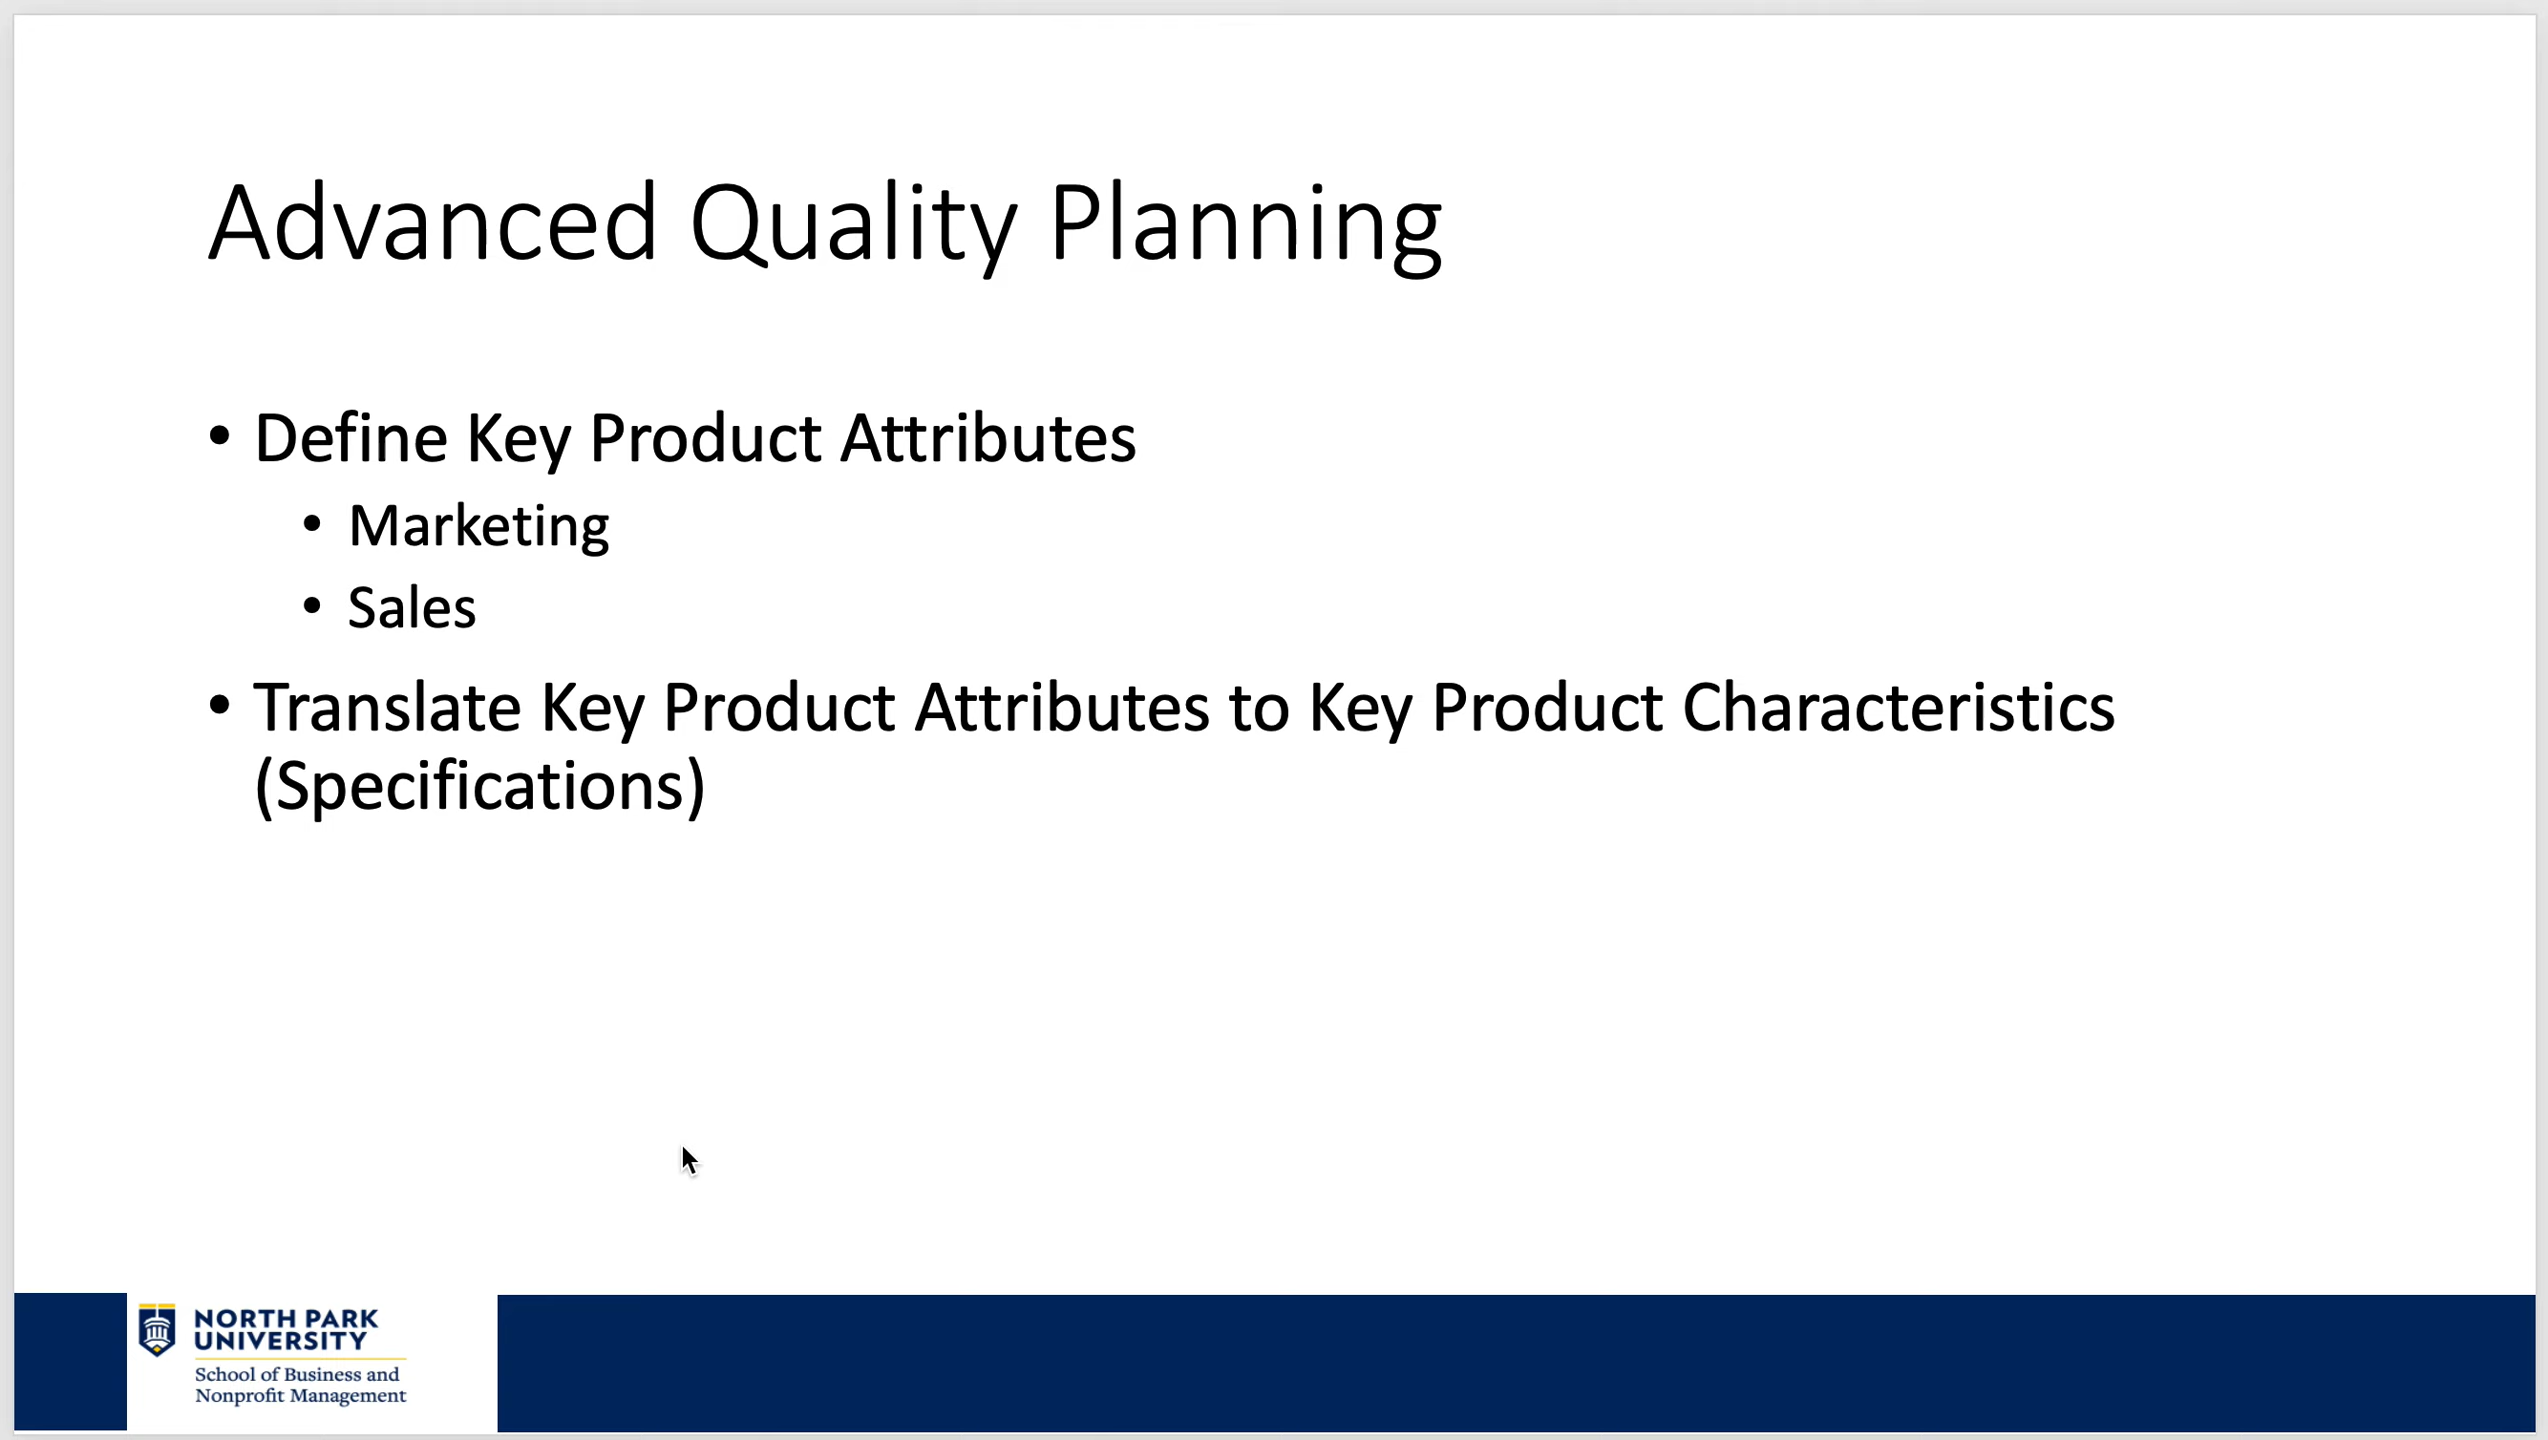 Advanced Quality Planning
• Define Key Product Attributes
• Marketing
• Sales
• Translate Key Product Attributes to Key Product Characteristics
(Specifications)
NORTH PARK
UNIVERSITY
School of Business and
Nonprofit Management